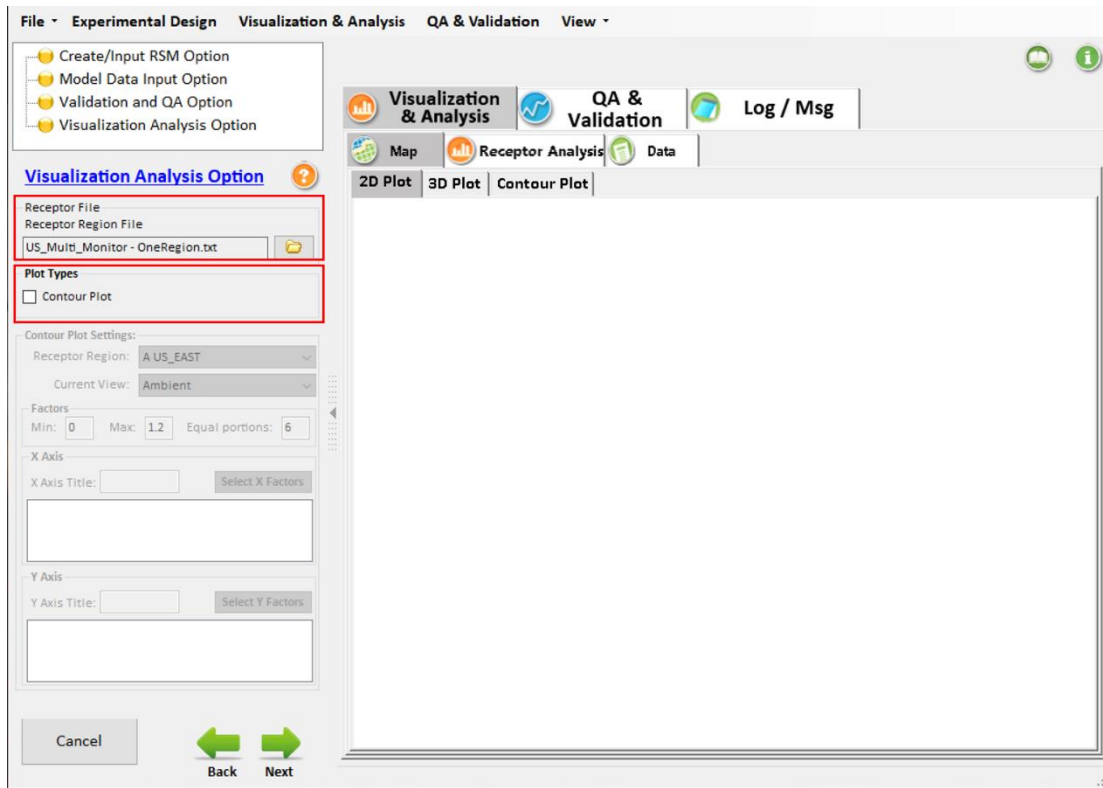 File Experimental Design Visualization & Analysis QA & Validation View
Create/Input RSM Option
Model Data Input Option
Validation and QA Option
Visualization Analysis Option
Visualization Analysis Option ?
Receptor File
Receptor Region File
US_Multi_Monitor - OneRegion.txt
Plot Types
Contour Plot
Contour Plot Settings:
Receptor Region: A US_EAST
Current View: Ambient
Factors
Min: 0 Max: 1.2 Equal portions: 6
X Axis
X Axis Title: Select X Factors
Y Axis
Y Axis Title: Select Y Factors
Cancel
Back Next
Visualization
& Analysis
QA &
Validation
Log / Msg
Map Receptor Analysis Data
2D Plot 3D Plot Contour Plot